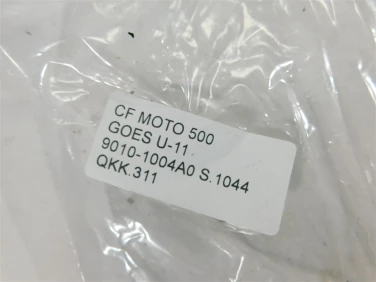 CF MOTO 500
GOES U-11
9010-1004A0 S.1044
QKK.311